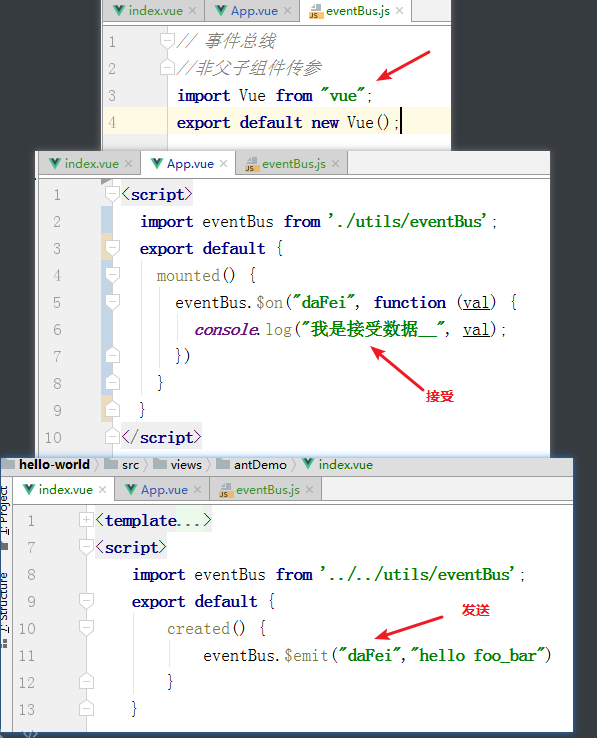 index.vue × App.vue × eventBus.js ×
1 // 事件总线
2 //非父子组件传参
3 import Vue from "vue";
4 export default new Vue();
index.vue × App.vue × eventBus.js ×
1 <script>
2 import eventBus from './utils/eventBus';
3 export default {
4 mounted() {
5 eventBus.$on("daFei", function (val) {
6 console.log("我是接受数据__", val);
7 })
8 }
接受
9 }
10 </script>
hello-world src views antDemo index.vue
index.vue × App.vue × eventBus.js ×
1: Project
7: Structure
1 <template...>
7 <script>
8 import eventBus from '../../utils/eventBus';
9 export default {
发送
10 created() {
11 eventBus.$emit("daFei","hello foo_bar")
12 }
13 }